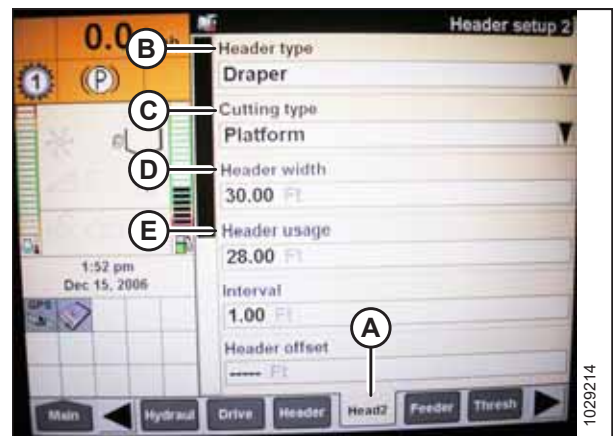 0.0
Header setup 2
B
Header type
Draper
1
(P)
C
Cutting type
Platform
D
Header width
30.00 Ft
E
Header usage
28.00 Ft
1:52 pm
Dec 15, 2006
Interval
1.00 Ft
GPS
A
Header offset
----- Ft
Main
Hydraul
Drive
Header
Head2
Feeder
Thresh
1029214